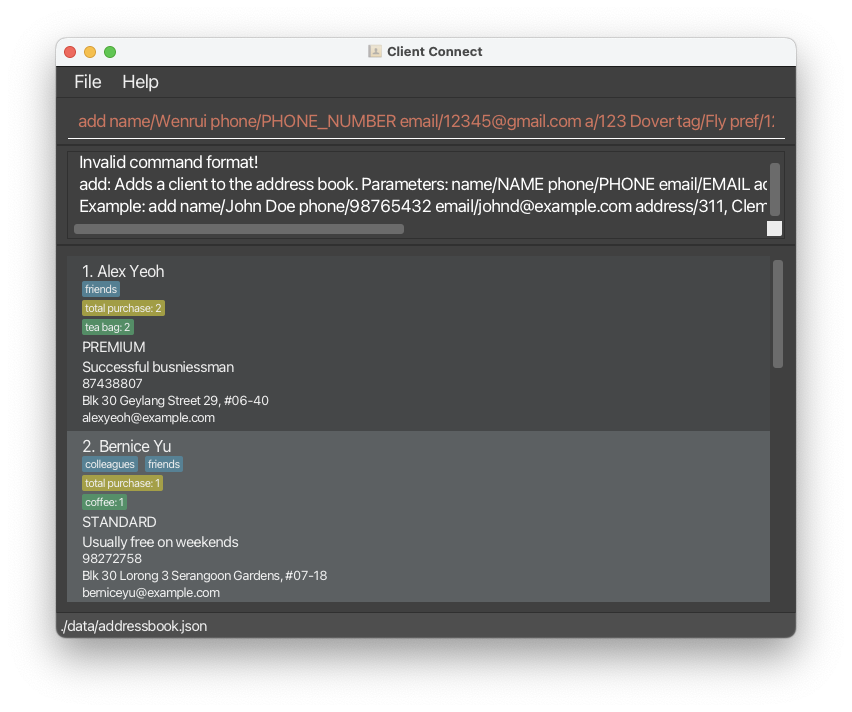 Client Connect
File Help
add name/Wenrui phone/PHONE_NUMBER email/12345@gmail.com a/123 Dover tag/Fly pref/12
Invalid command format!
add: Adds a client to the address book. Parameters: name/NAME phone/PHONE email/EMAIL ad
Example: add name/John Doe phone/98765432 email/johnd@example.com address/311, Clem
1. Alex Yeoh
friends
total purchase: 2
tea bag: 2
PREMIUM
Successful busniessman
87438807
Blk 30 Geylang Street 29, #06-40
alexyeoh@example.com
2. Bernice Yu
colleagues friends
total purchase: 1
coffee: 1
STANDARD
Usually free on weekends
98272758
Blk 30 Lorong 3 Serangoon Gardens, #07-18
berniceyu@example.com
./data/addressbook.json